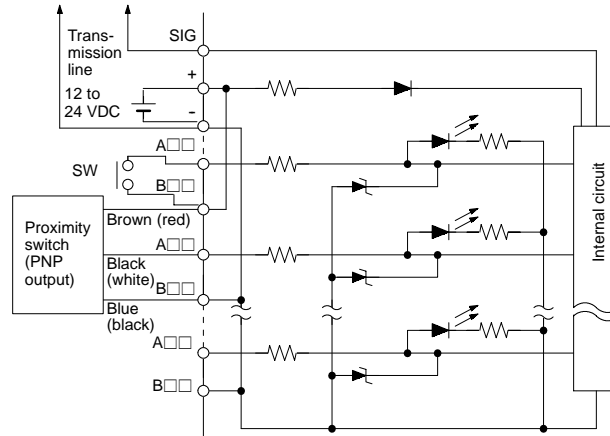 Trans-
mission
line
SIG
+
12 to
24 VDC
-
A□□
SW
B□□
Brown (red)
Proximity
switch
(PNP
output)
A□□
Black
(white)
B□□
Blue
(black)
A□□
B□□
Internal circuit